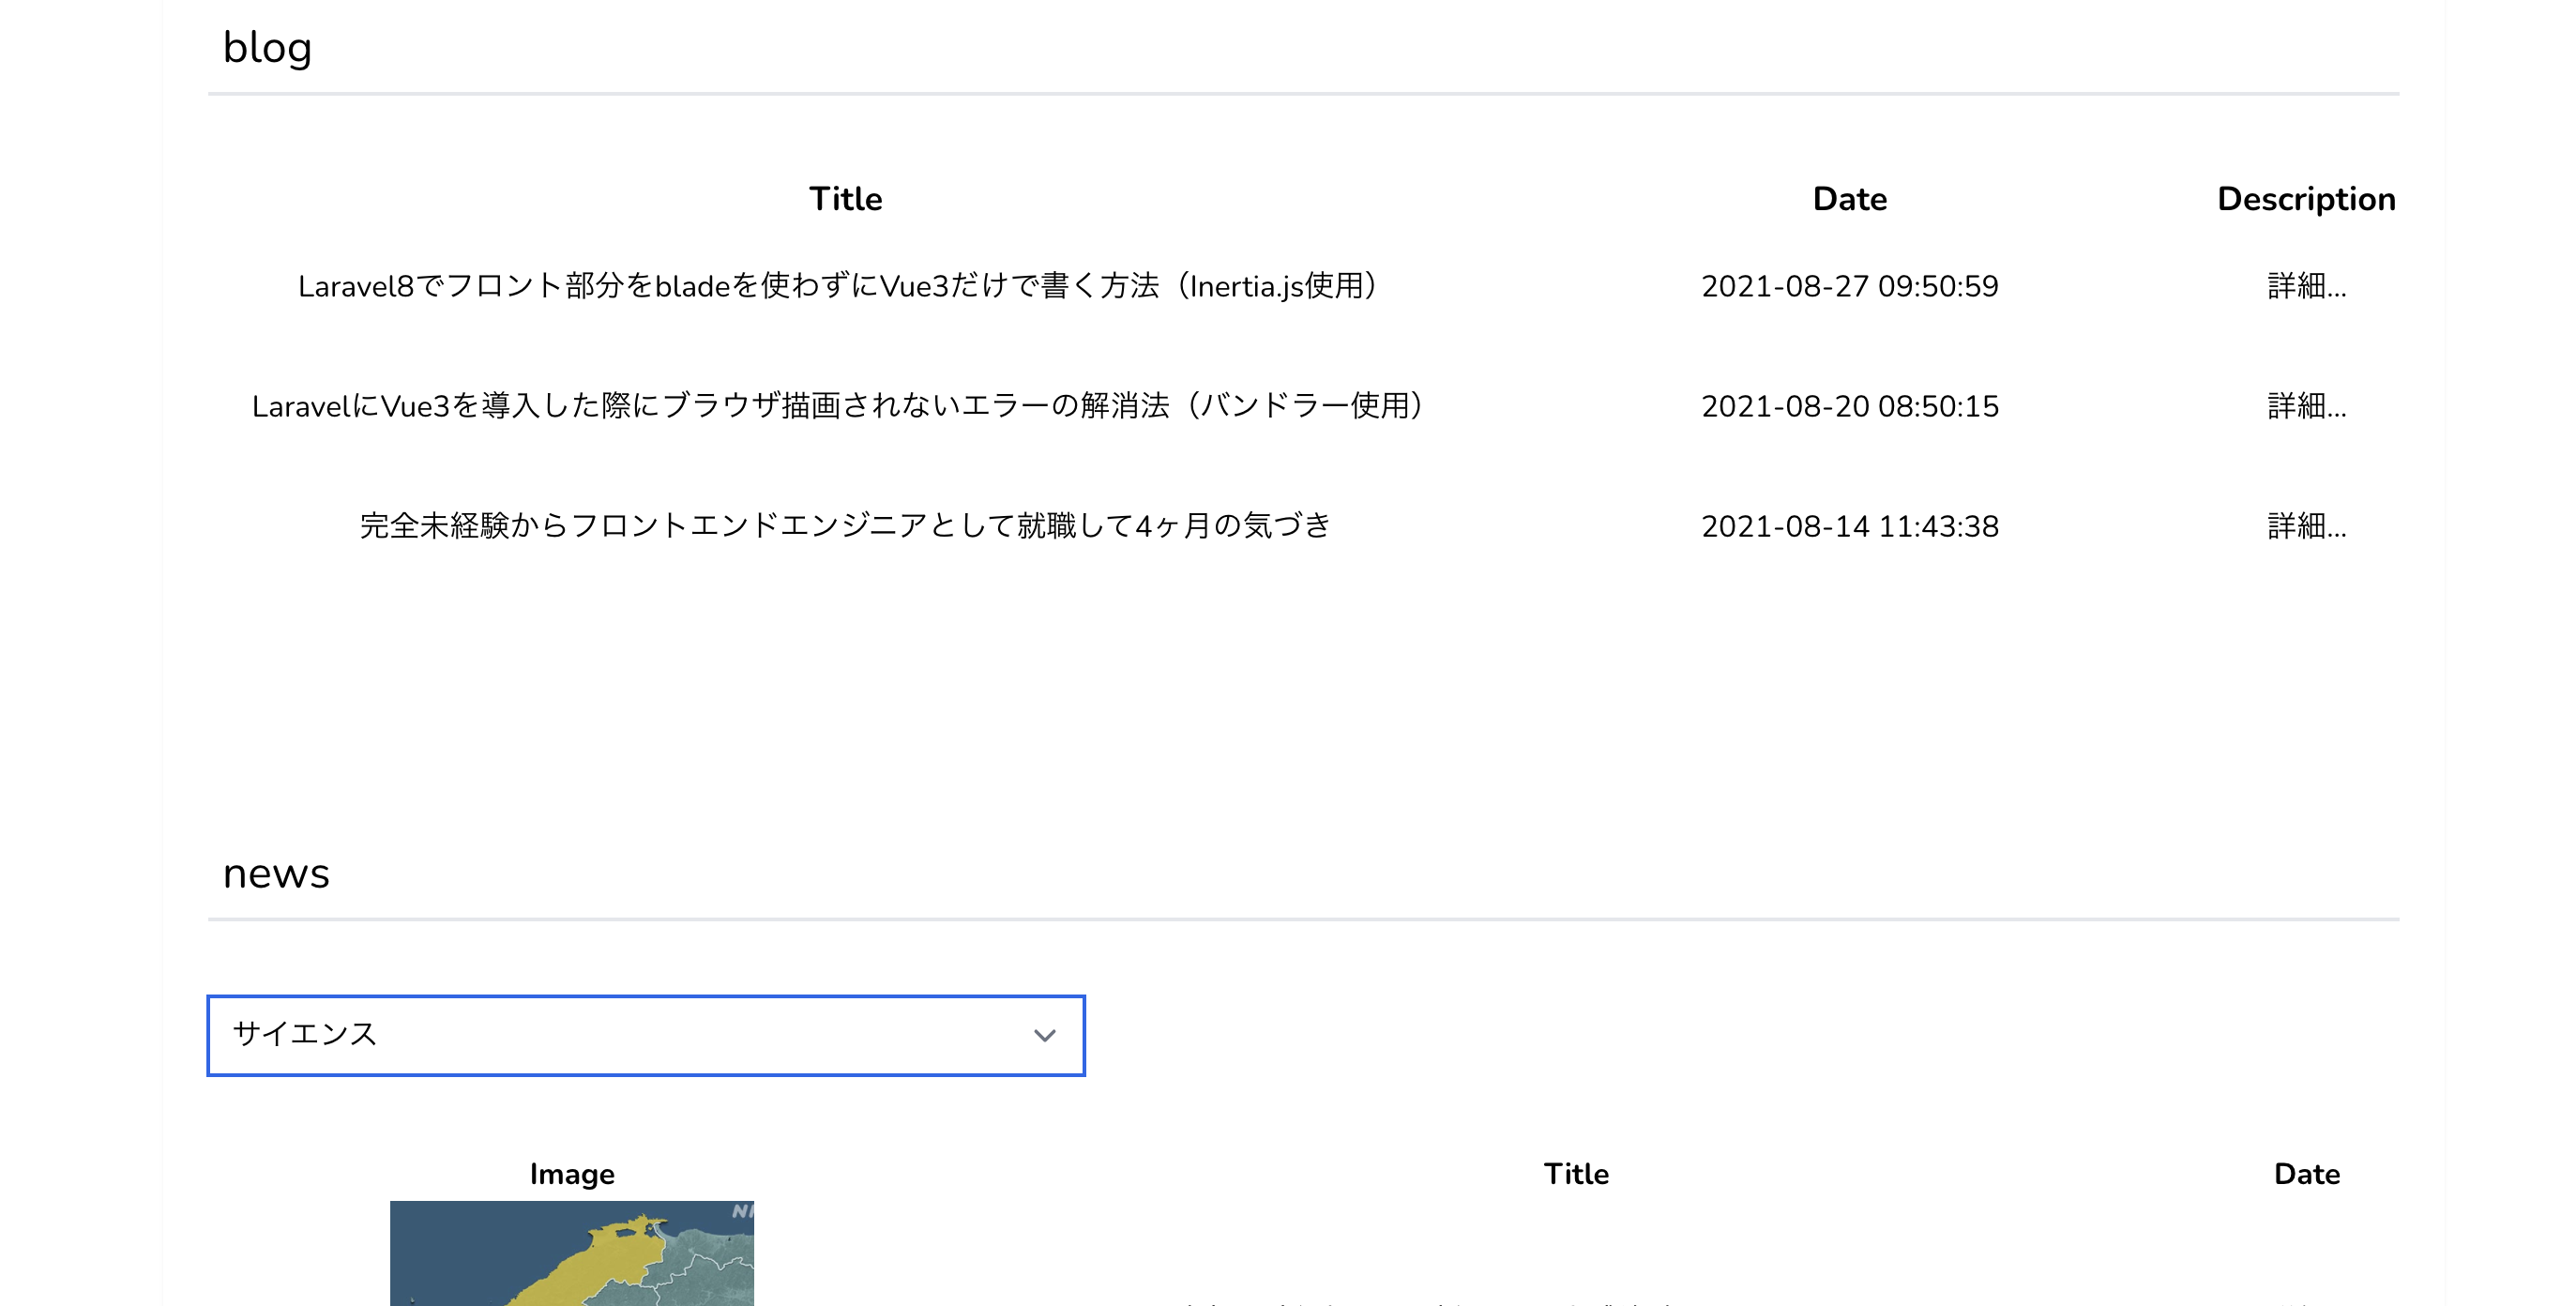 blog
Title Date Description
Laravel8でフロント部分をbladeを使わずにVue3だけで書く方法（Inertia.js使用） 2021-08-27 09:50:59 詳細...
LaravelにVue3を導入した際にブラウザ描画されないエラーの解消法（バンドラー使用） 2021-08-20 08:50:15 詳細...
完全未経験からフロントエンドエンジニアとして就職して4ヶ月の気づき 2021-08-14 11:43:38 詳細...
news
サイエンス
Image Title Date